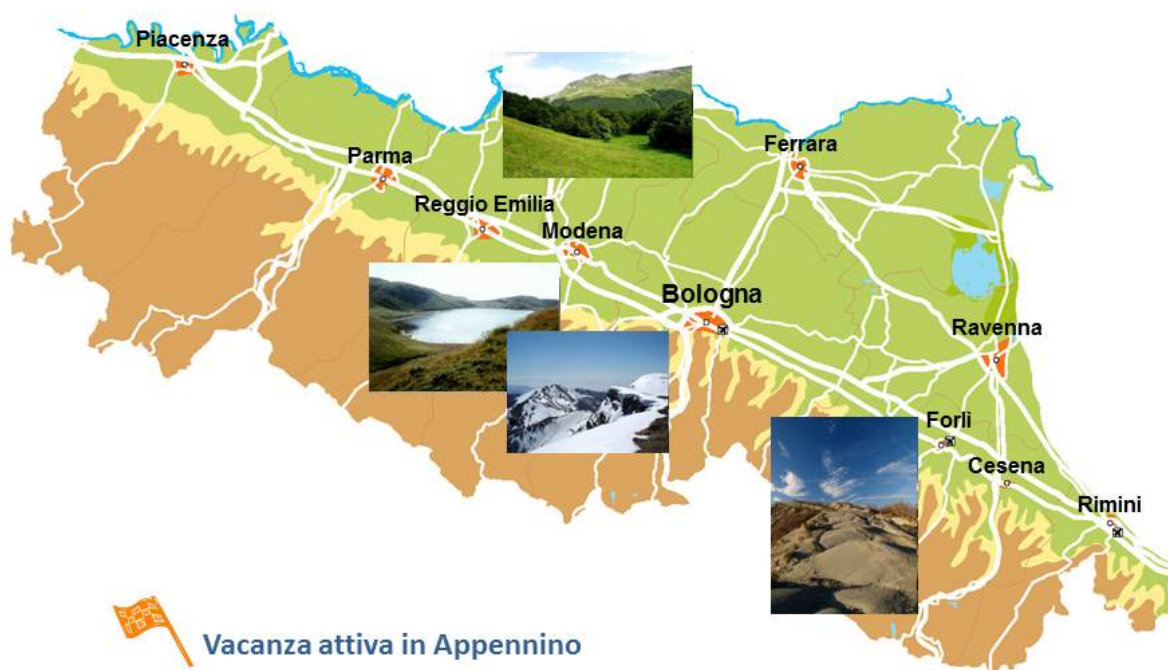 Piacenza
Parma
Ferrara
Reggio Emilia
Modena
Bologna
Ravenna
Forlì
Cesena
Rimini
Vacanza attiva in Appennino